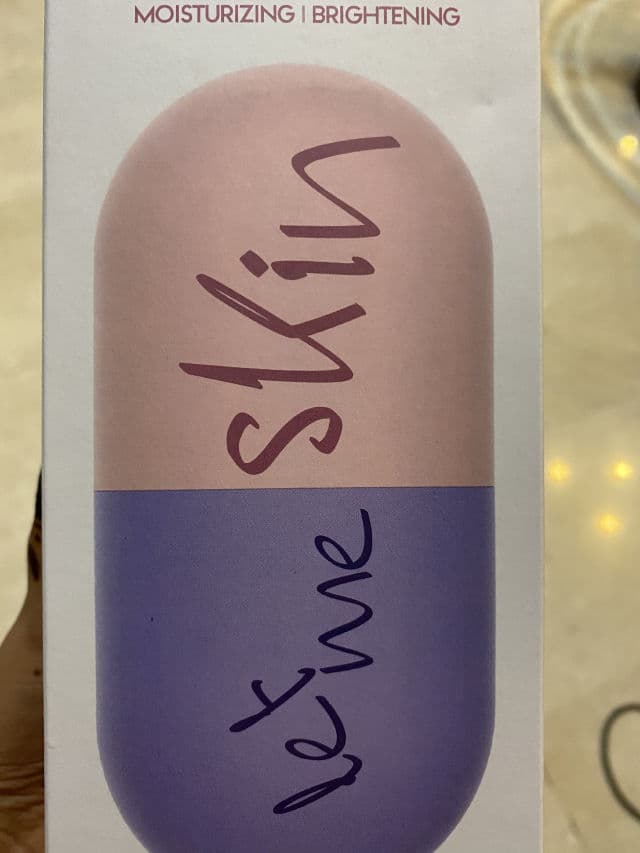 MOISTURIZING | BRIGHTENING
let me skin